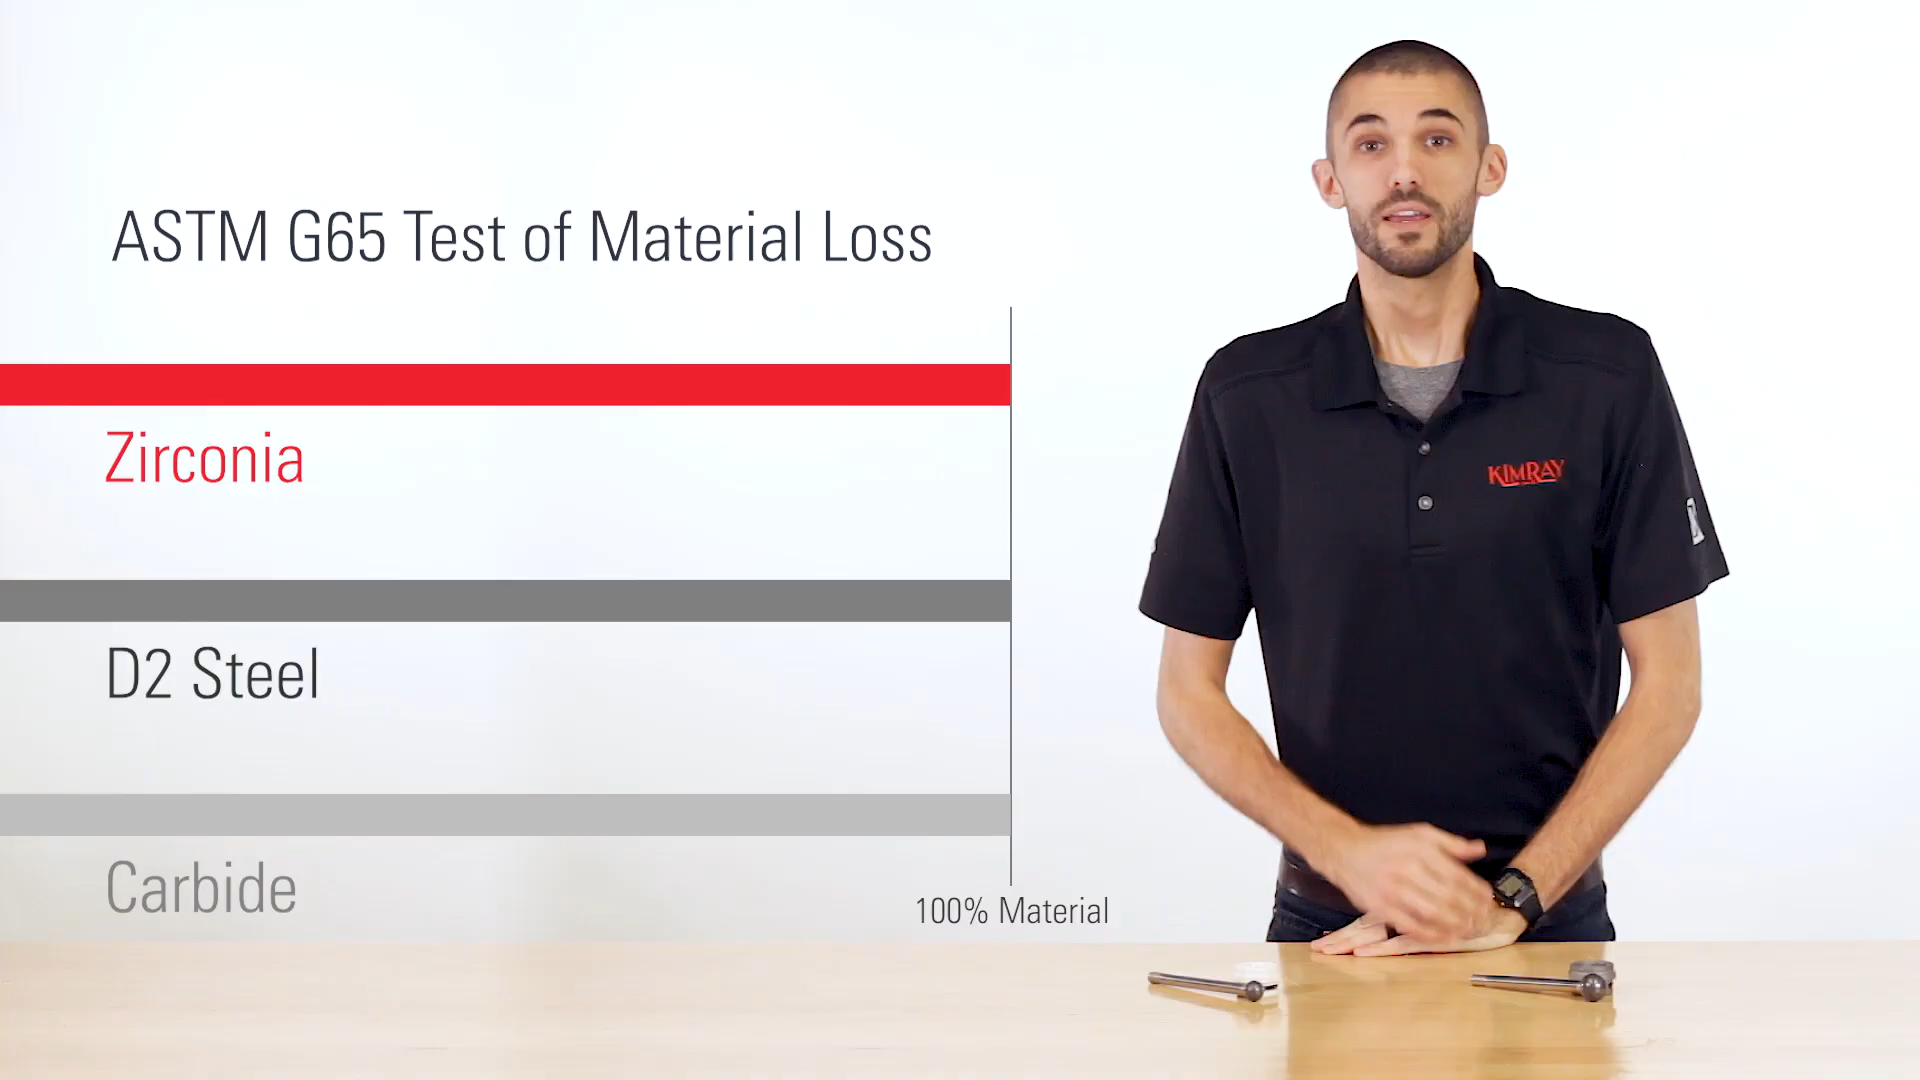 ASTM G65 Test of Material Loss
Zirconia
D2 Steel
Carbide
100% Material
KIMRAY